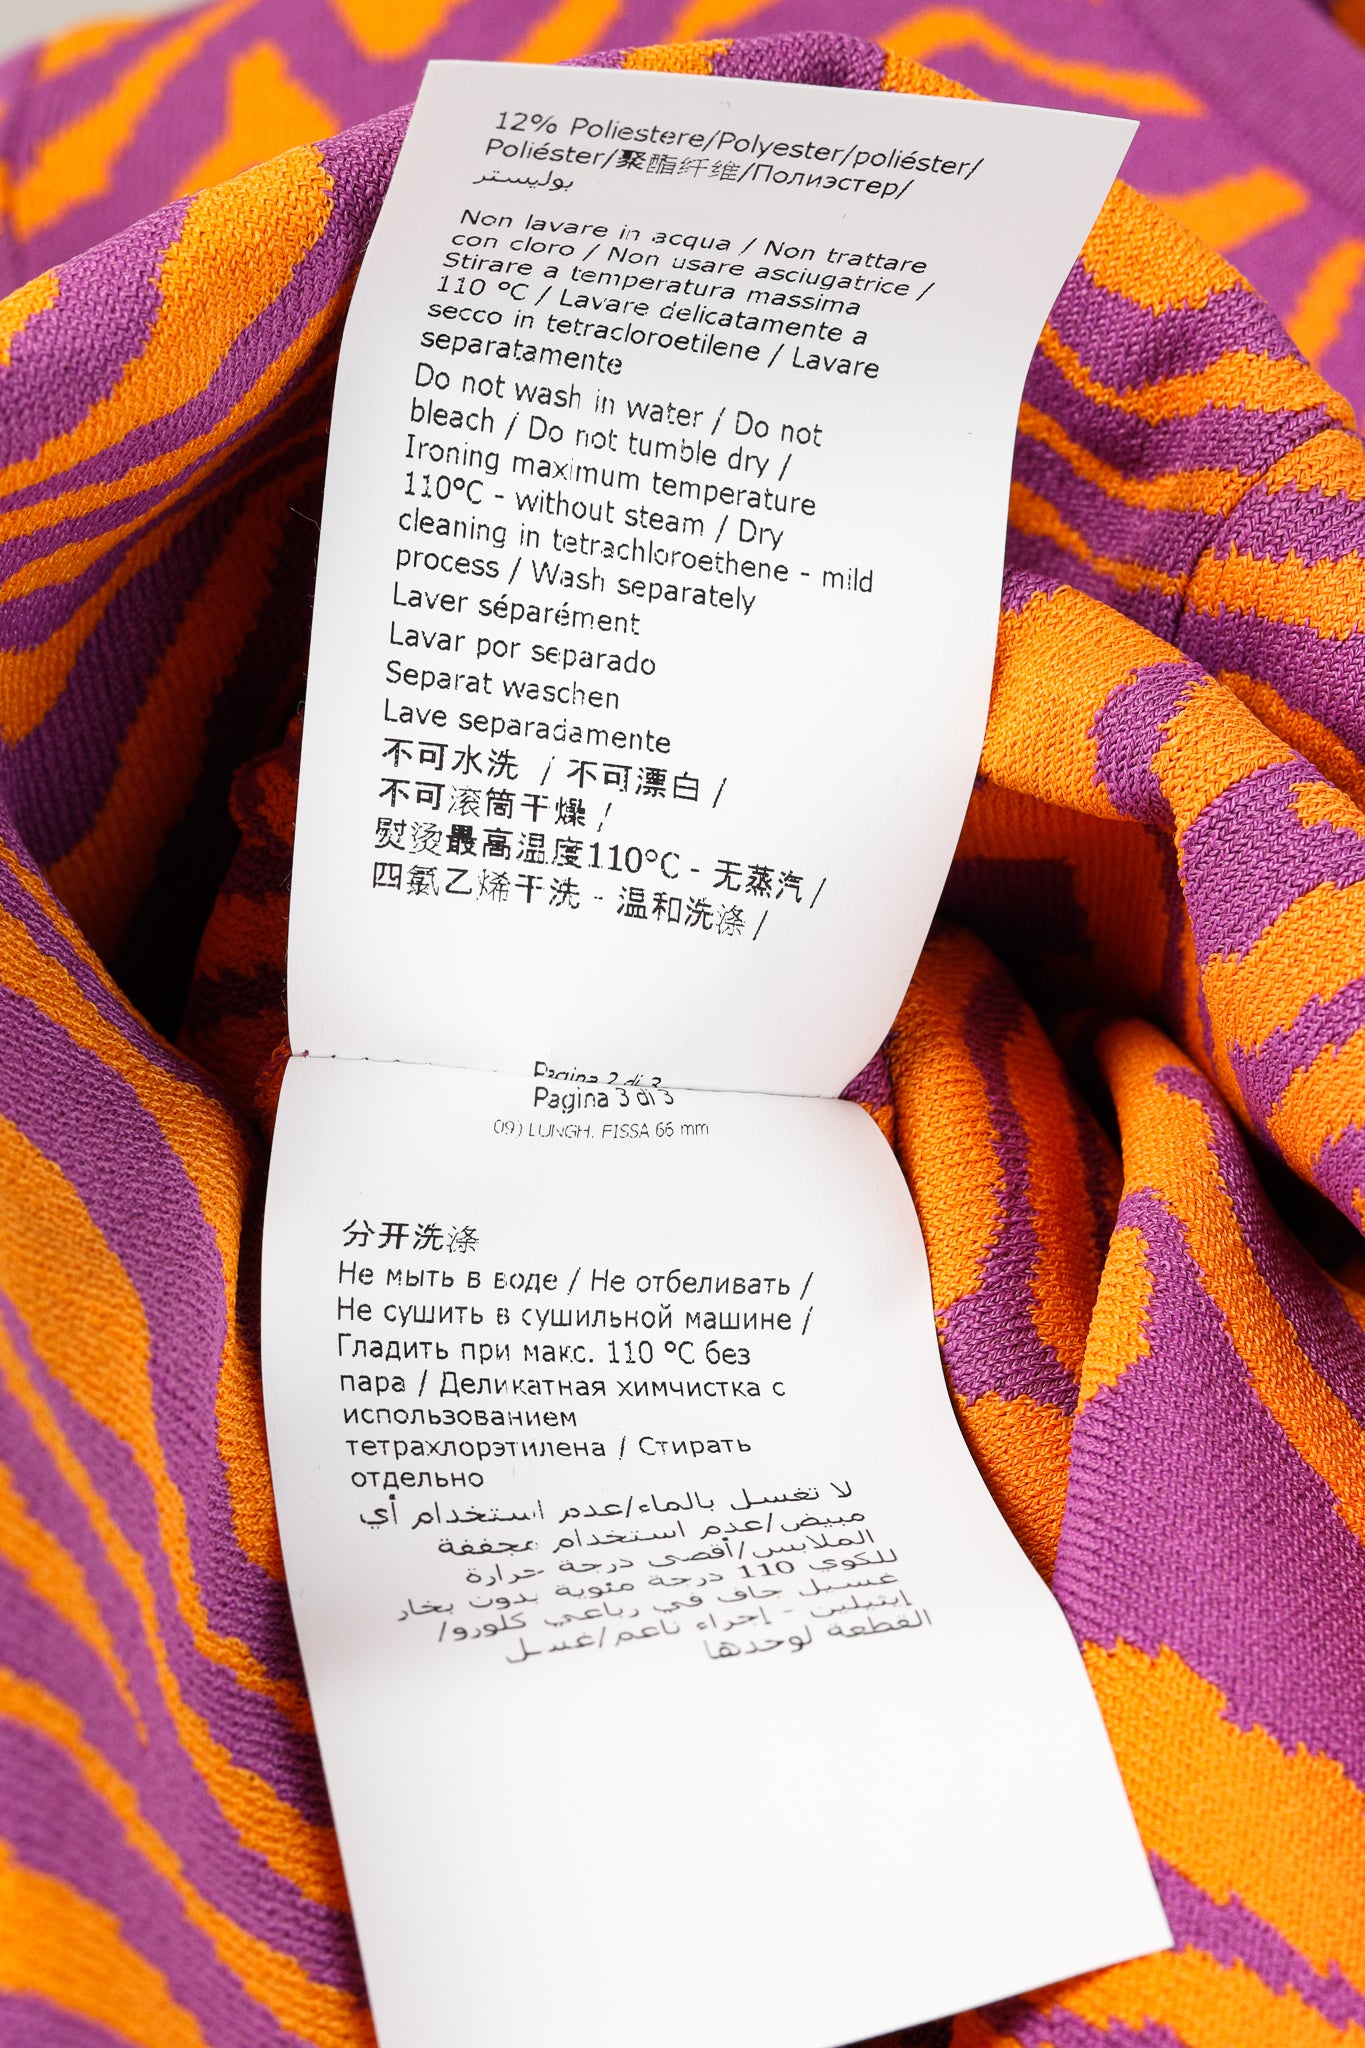 12% Poliestere/Polyester/poliéster/
Poliéster/聚酯纤维/Полиэстер/
بوليستر
Non lavare in acqua / Non trattare
con cloro / Non usare asciugatrice /
Stirare a temperatura massima
110 °C / Lavare delicatamente a
secco in tetracloroetilene / Lavare
separatamente
Do not wash in water / Do not
bleach / Do not tumble dry /
Ironing maximum temperature
110°C - without steam / Dry
cleaning in tetrachloroethene - mild
process / Wash separately
Laver séparément
Lavar por separado
Separat waschen
Lave separadamente
不可水洗 / 不可漂白 /
不可滚筒干燥 /
熨烫最高温度110°C - 无蒸汽 /
四氯乙烯干洗 - 温和洗涤 /
Pagina 2 di 3
Pagina 3 di 3
09) LUNGH. FISSA 66 mm
分开洗涤
Не мыть в воде / Не отбеливать /
Не сушить в сушильной машине /
Гладить при макс. 110 °C без
пара / Деликатная химчистка с
использованием
тетрахлорэтилена / Стирать
отдельно
لا تغسل بالماء/عدم استخدام أي
مبيض/عدم استخدام مجففة
الملابس/أقصى درجة حرارة
للكوي 110 درجة مئوية بدون بخار
غسيل جاف في رباعي كلورو/
إيثيلين - إجراء ناعم/غسل
القطعة لوحدها